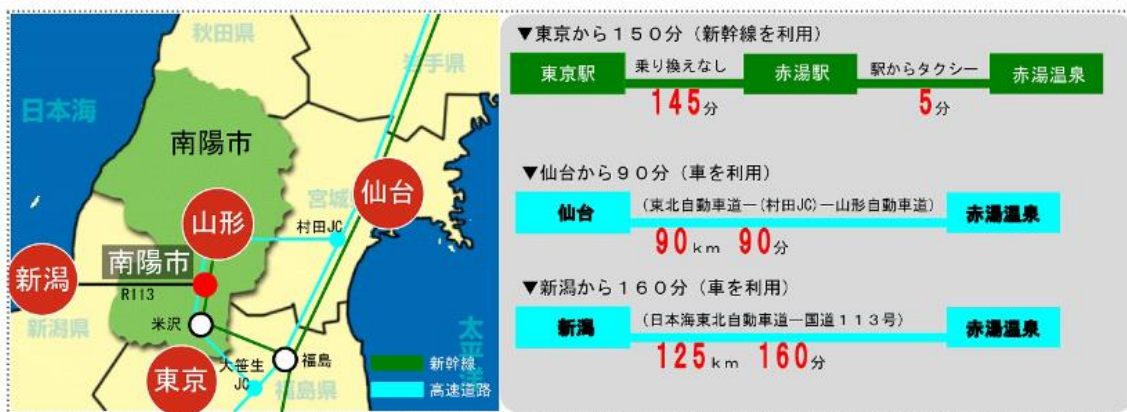 秋田県
岩手県
日本海
南陽市
宮城県
仙台
山形
村田JC
新潟
南陽市
R113
新潟県
米沢
太平洋
大笹生
JC
福島
東京
福島県
新幹線
高速道路
▼東京から150分（新幹線を利用）
東京駅 乗り換えなし 赤湯駅 駅からタクシー 赤湯温泉
145分 5分
▼仙台から90分（車を利用）
仙台 （東北自動車道ー(村田JC)ー山形自動車道） 赤湯温泉
90km 90分
▼新潟から160分（車を利用）
新潟 （日本海東北自動車道ー国道113号） 赤湯温泉
125km 160分